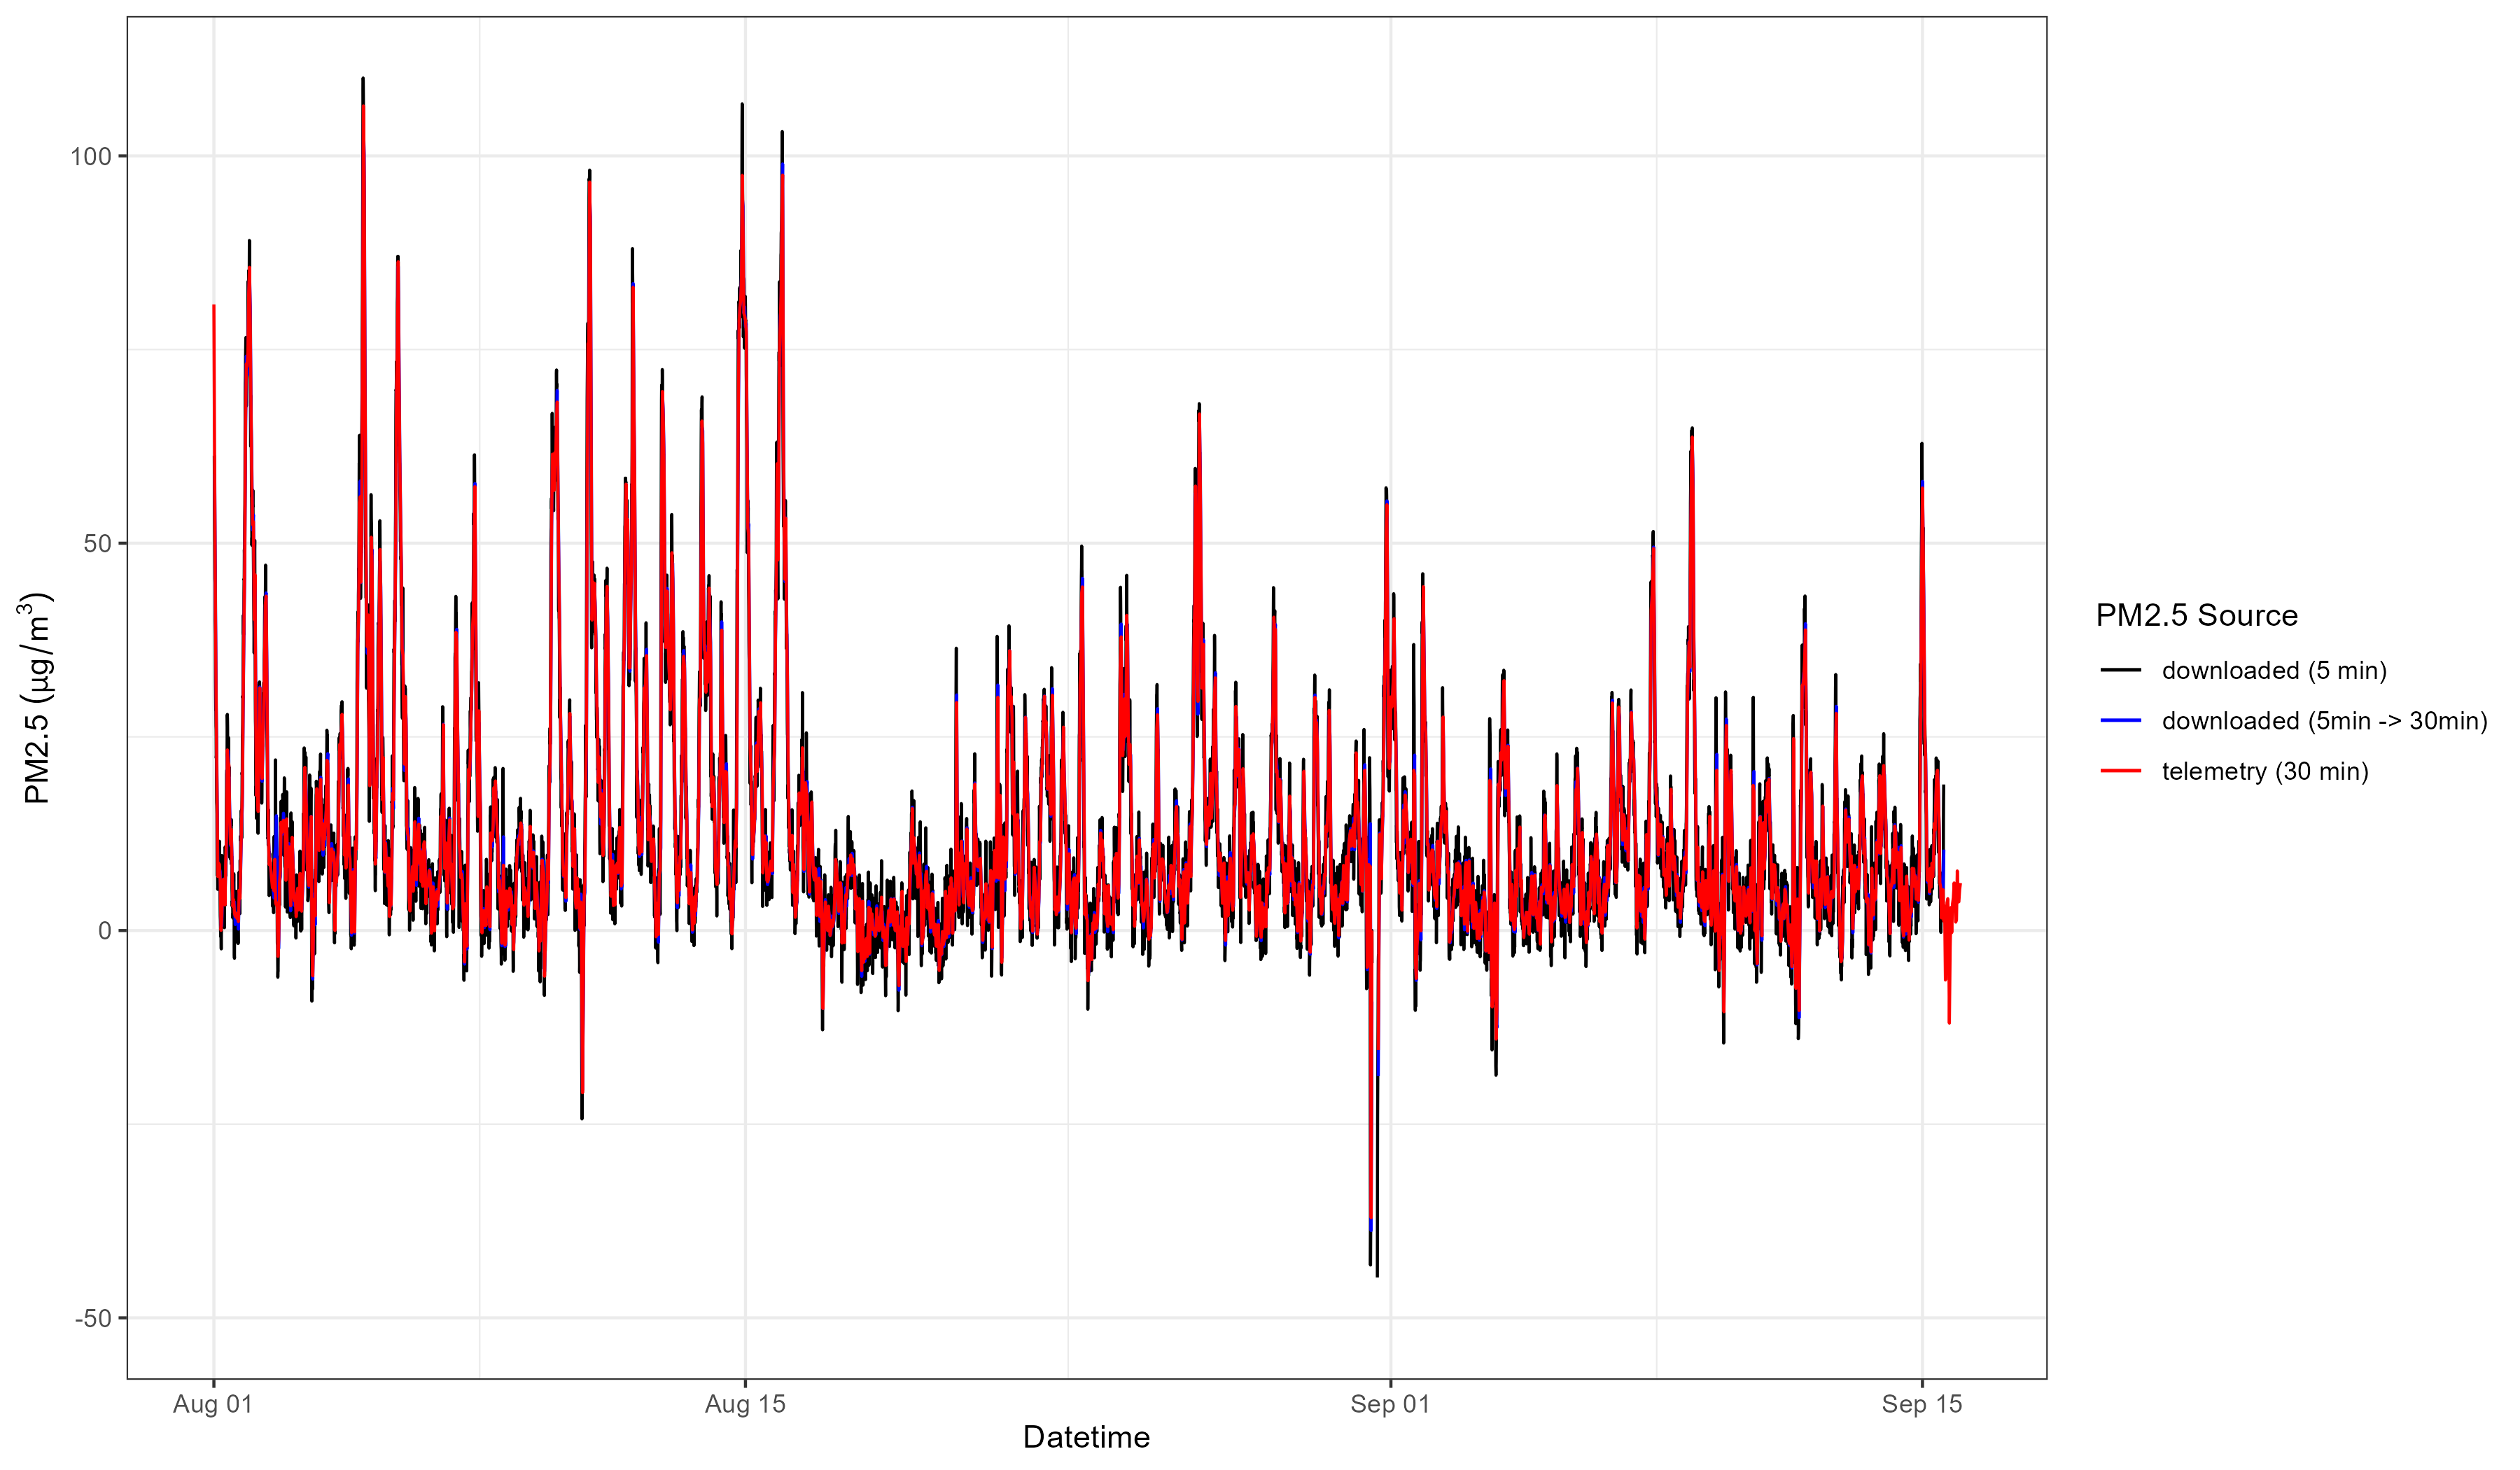 100
50
0
-50
PM2.5 (µg/m³)
Aug 01
Aug 15
Sep 01
Sep 15
Datetime
PM2.5 Source
downloaded (5 min)
downloaded (5min -> 30min)
telemetry (30 min)